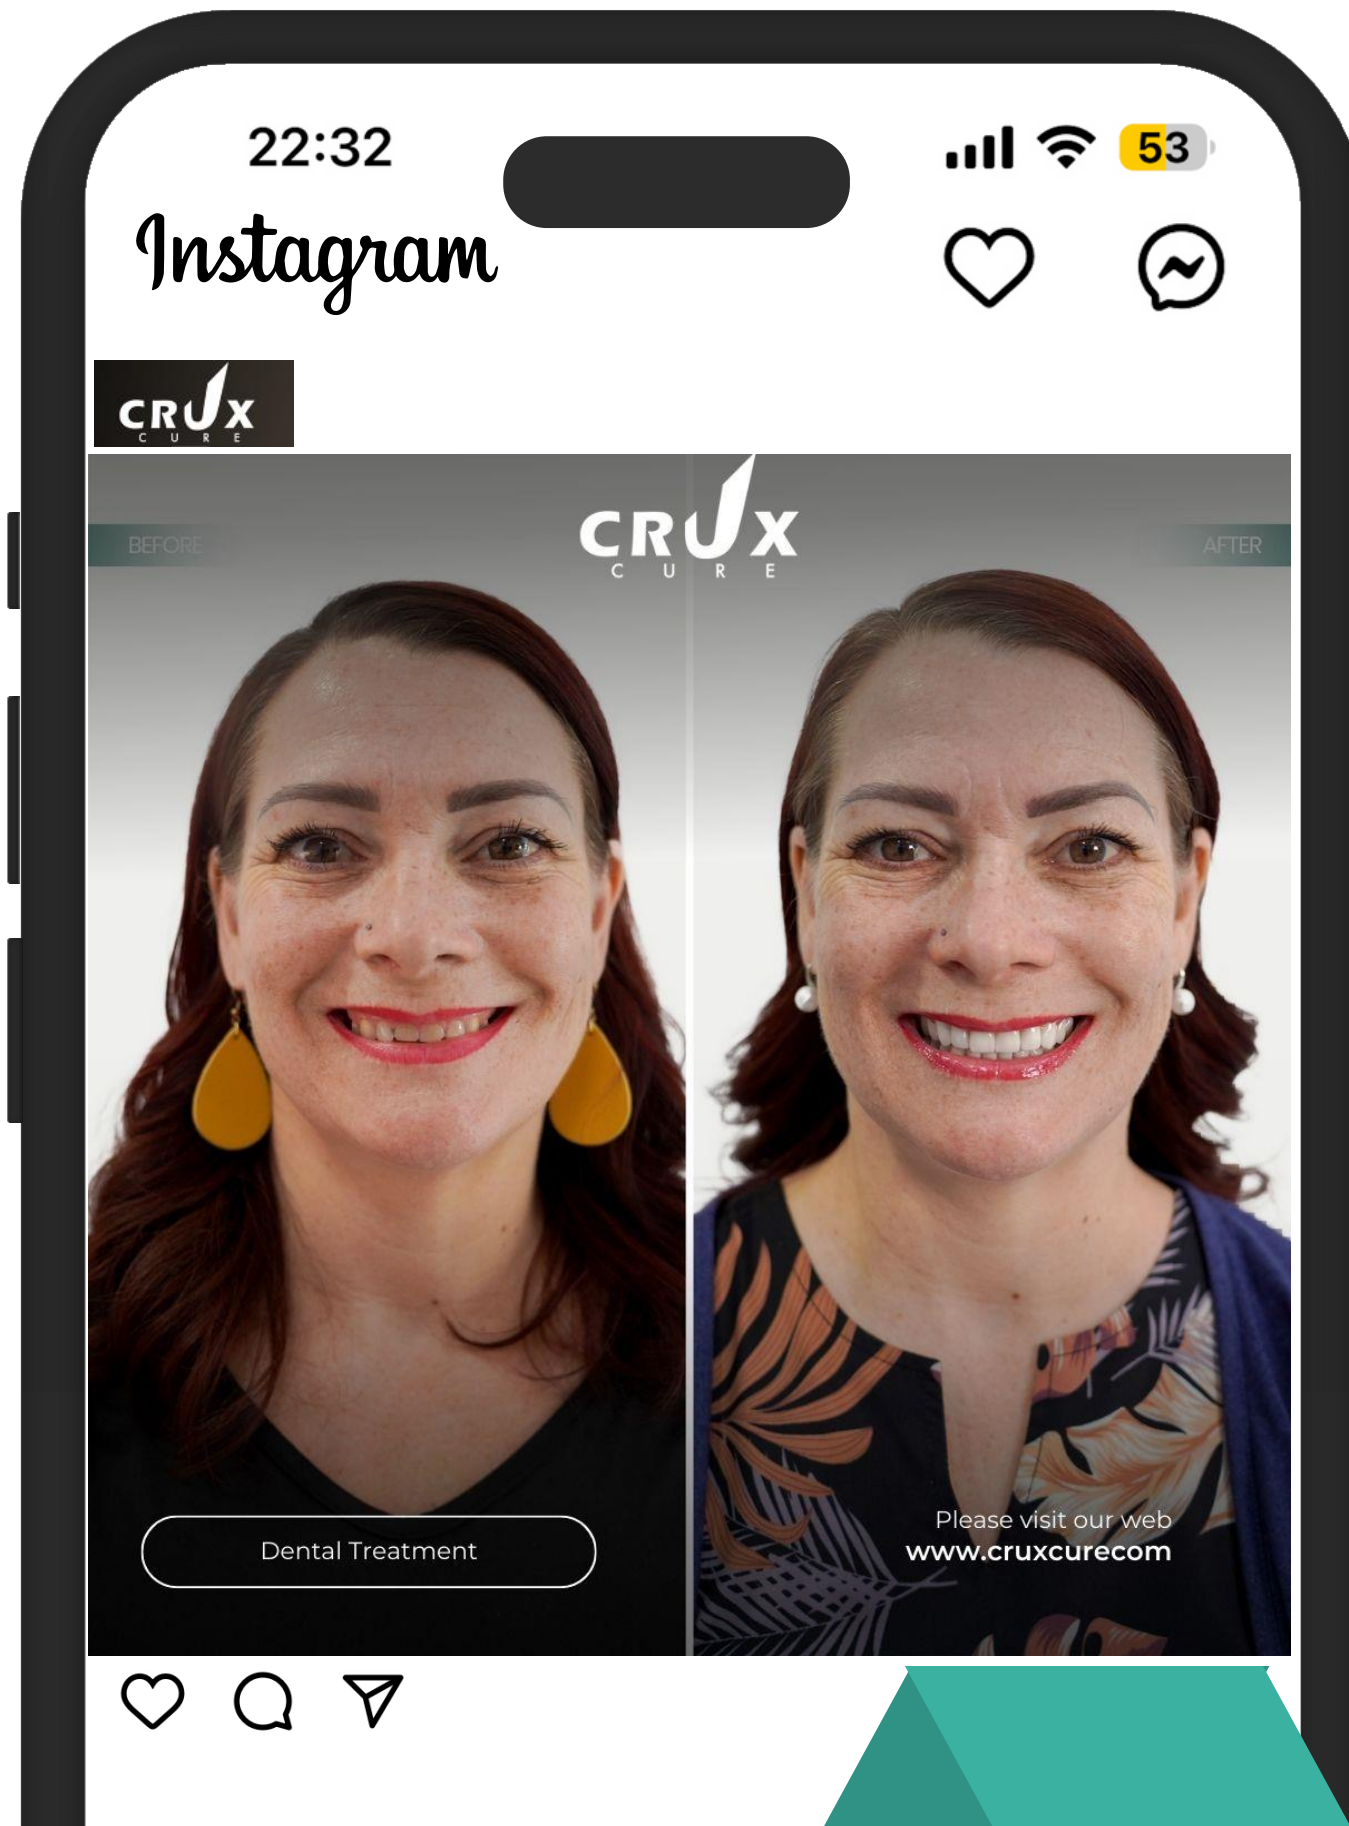 22:32
53
Instagram
CRUX
CURE
CRUX
CURE
BEFORE
AFTER
Dental Treatment
Please visit our web
www.cruxcurecom